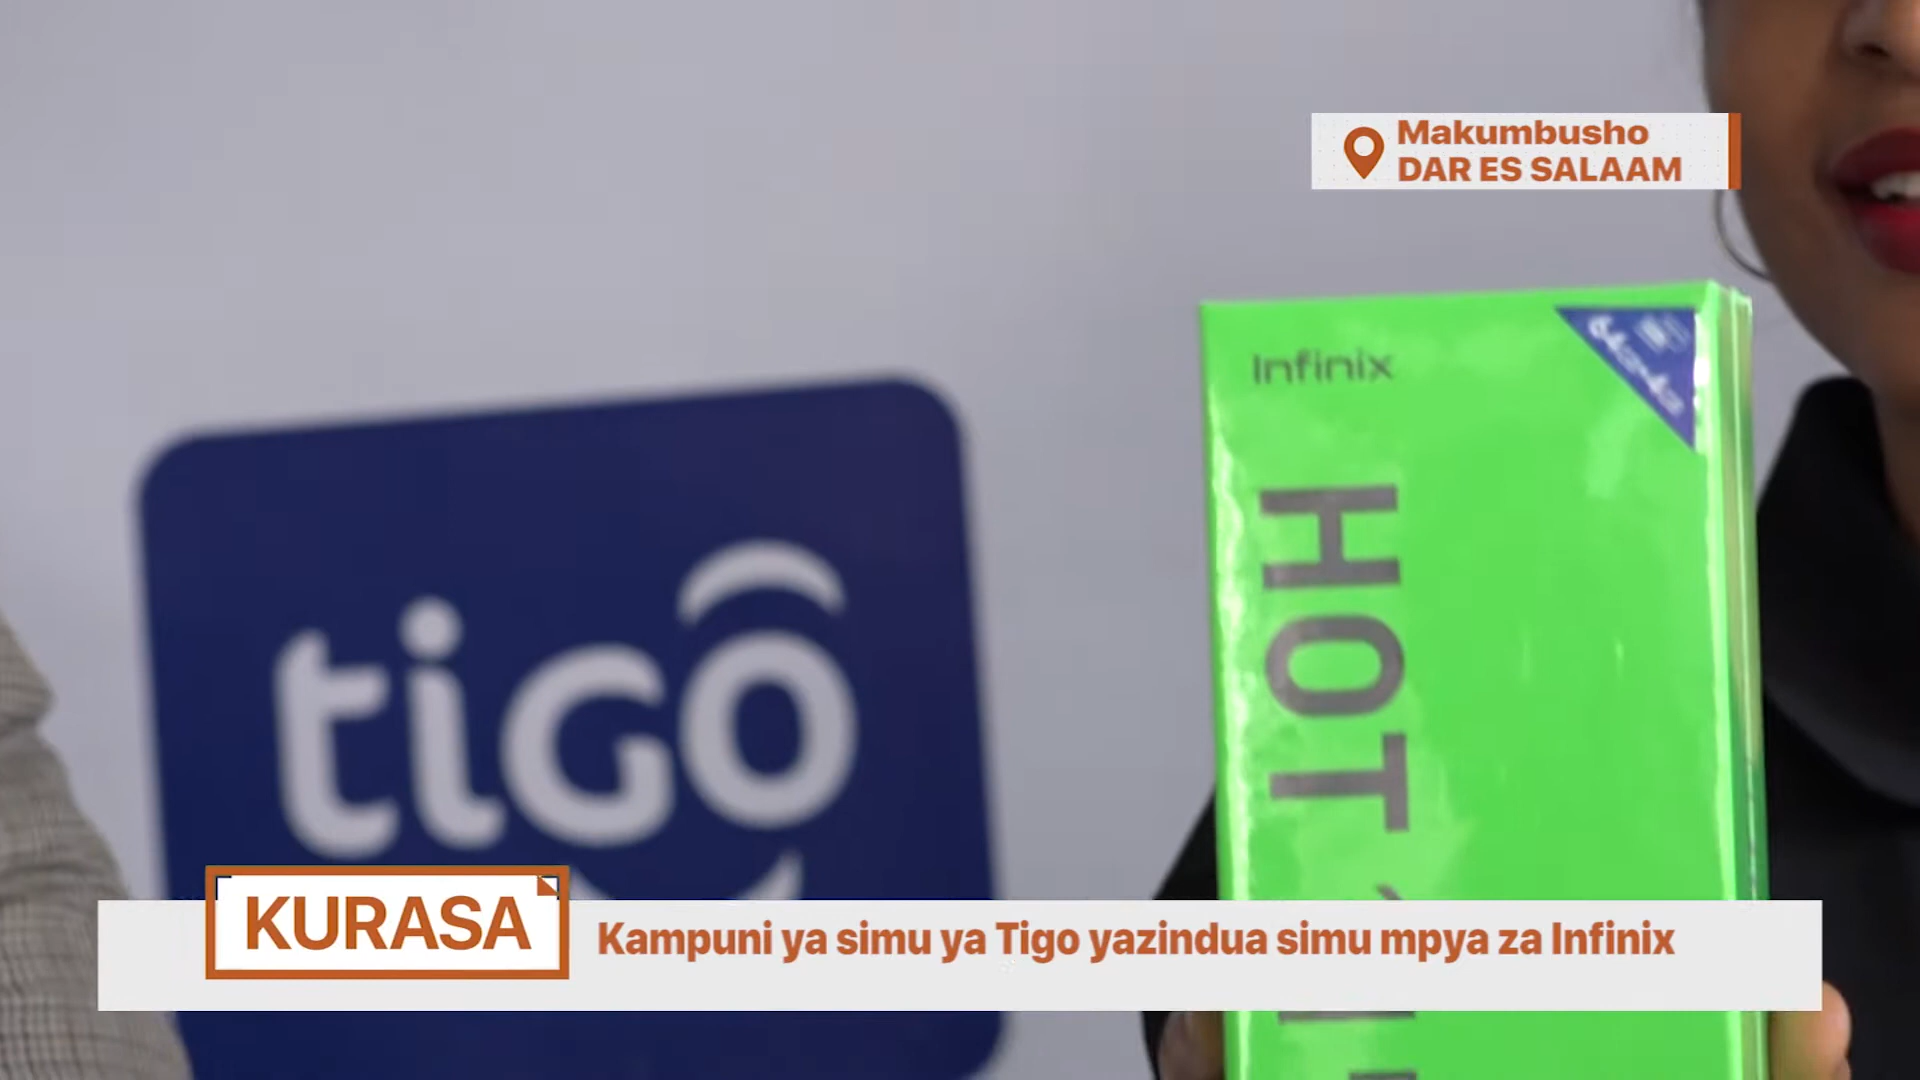 Makumbusho
DAR ES SALAAM
Infinix
HOT
tiGO
KURASA
Kampuni ya simu ya Tigo yazindua simu mpya za Infinix